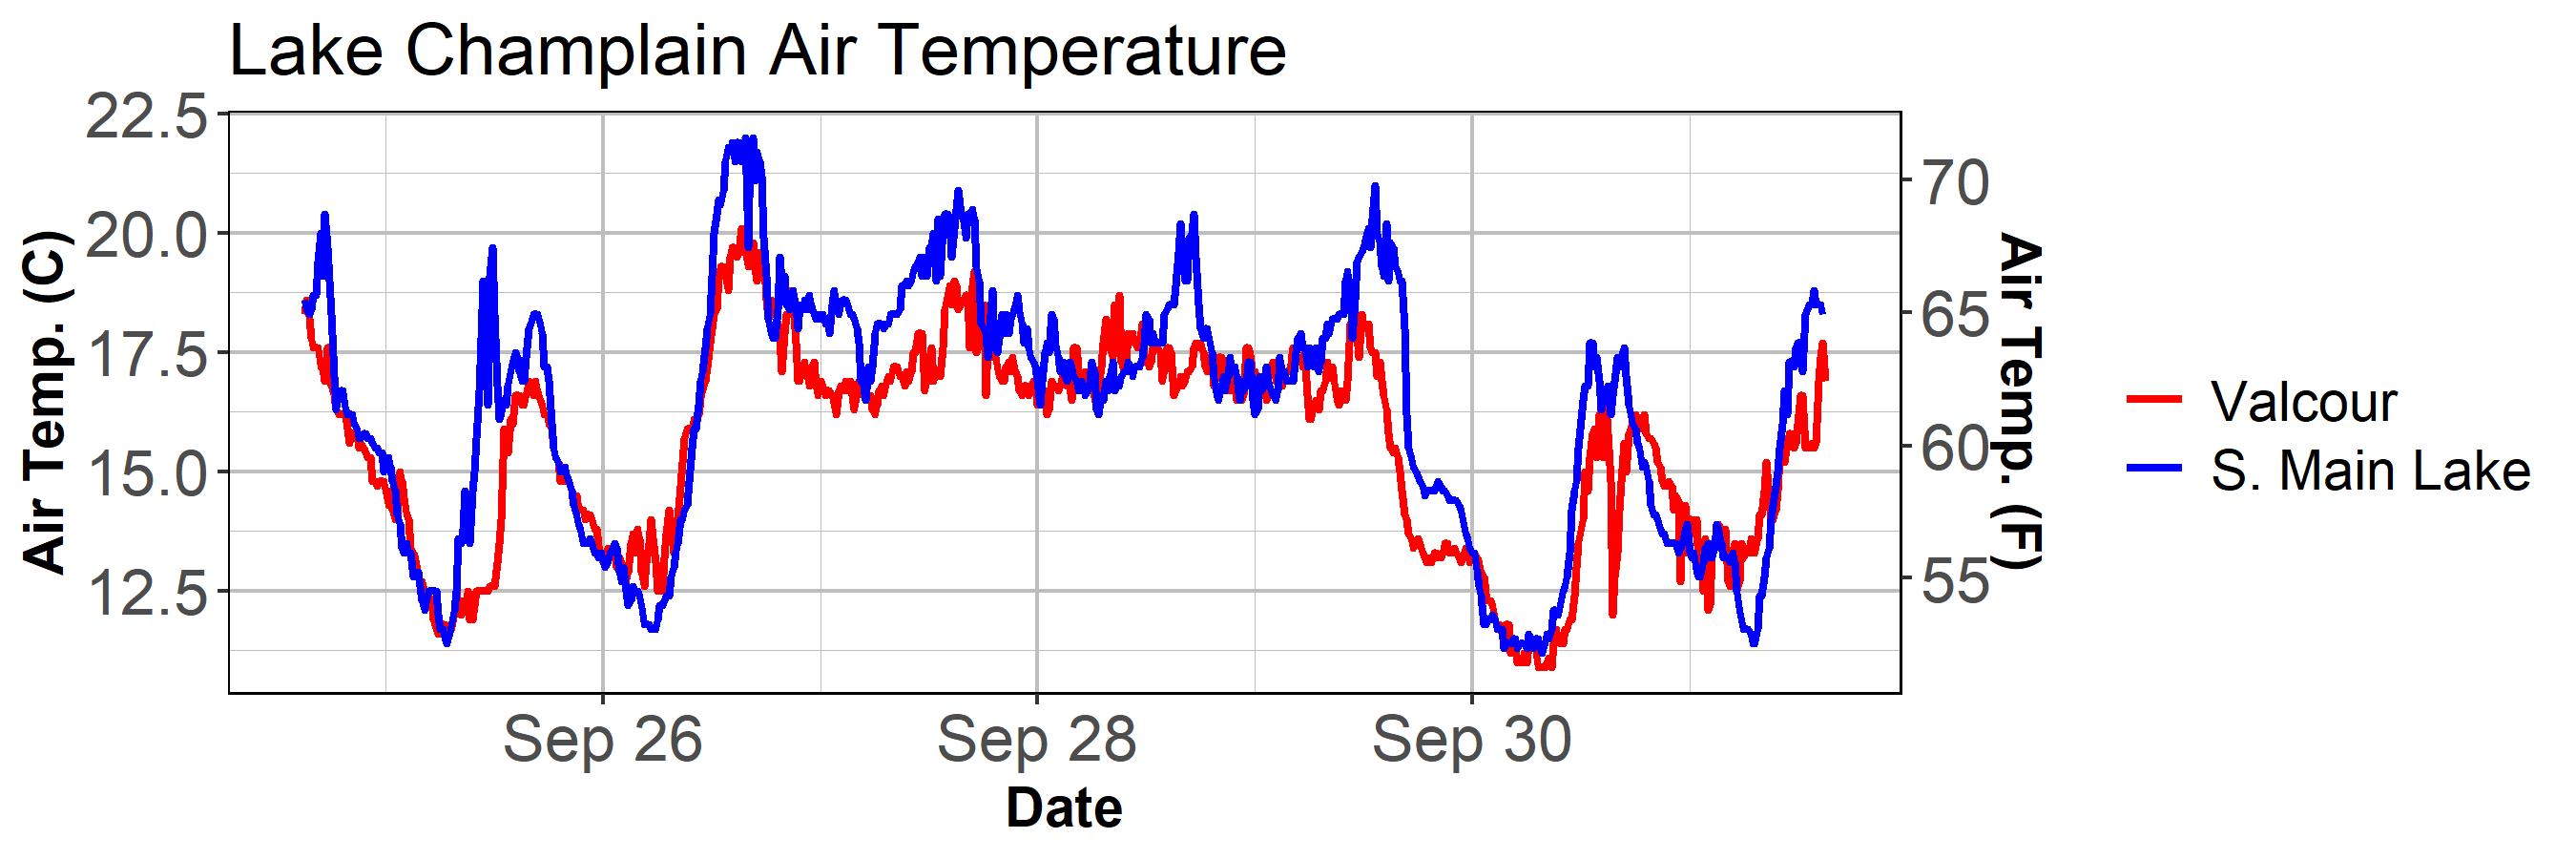 Lake Champlain Air Temperature
22.5
20.0
17.5
15.0
12.5
Air Temp. (C)
70
65
60
55
Air Temp. (F)
Sep 26
Sep 28
Sep 30
Date
Valcour
S. Main Lake